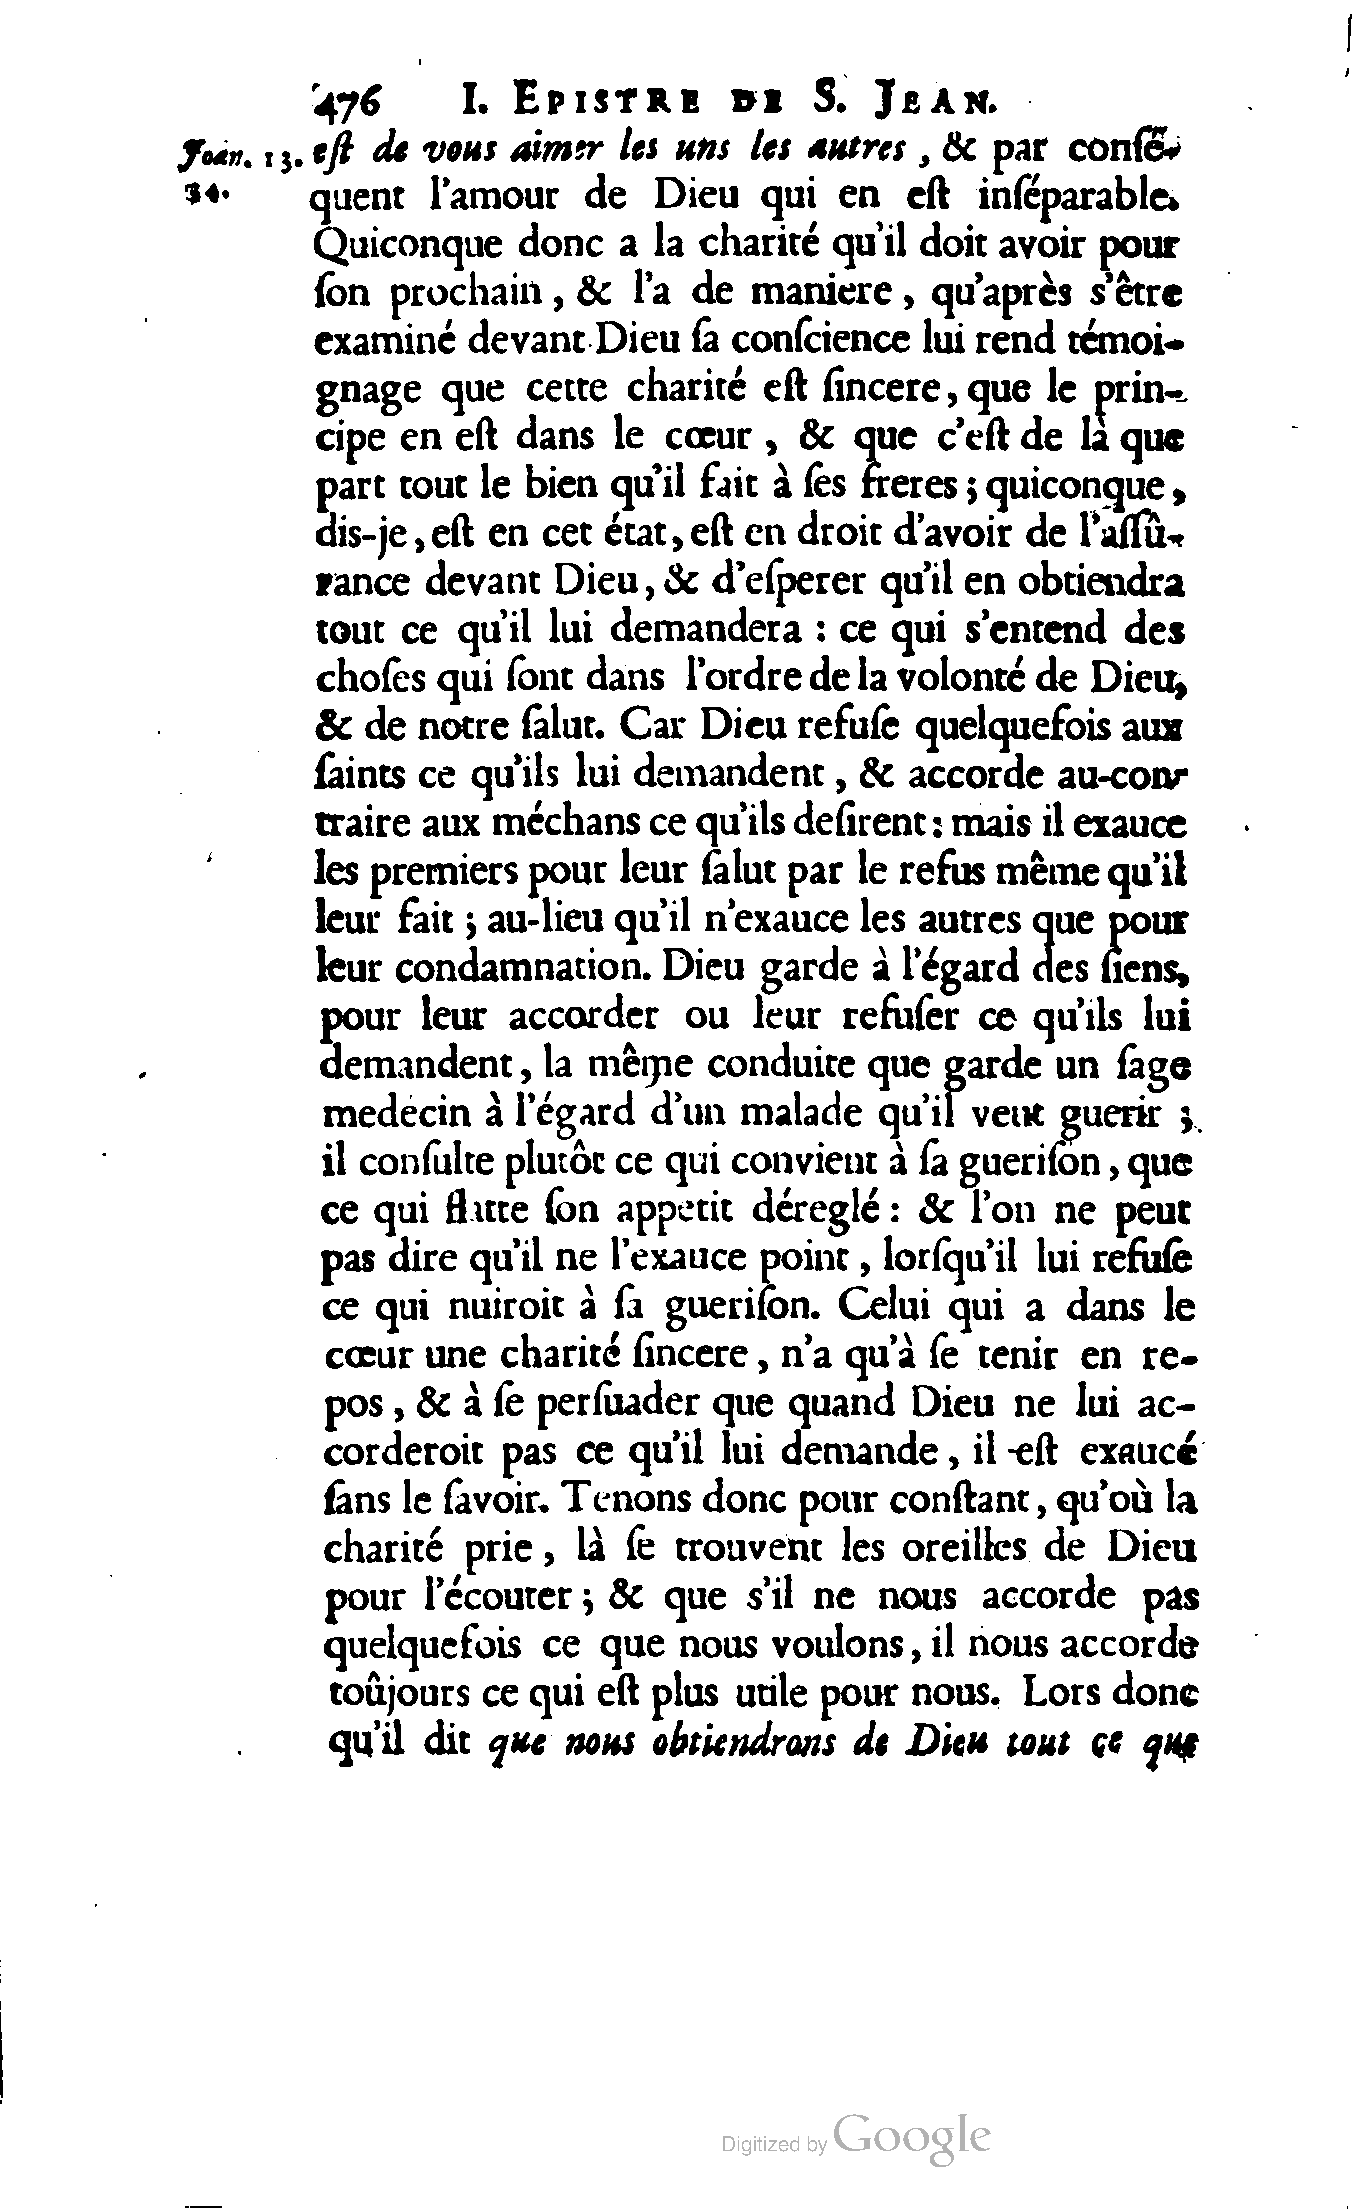 476 I. EPISTRE DE S. JEAN.
Joan. 13. eſt de vous aimer les uns les autres, & par conſé-
34. quent l'amour de Dieu qui en eſt inſéparable.
Quiconque donc a la charité qu'il doit avoir pour
ſon prochain, & l'a de maniere, qu'après s'être
examiné devant Dieu ſa conſcience lui rend témoi-
gnage que cette charité eſt ſincere, que le prin-
cipe en eſt dans le cœur, & que c'eſt de là que
part tout le bien qu'il fait à ſes freres; quiconque,
dis-je, eſt en cet état, eſt en droit d'avoir de l'aſſû-
rance devant Dieu, & d'eſperer qu'il en obtiendra
tout ce qu'il lui demandera : ce qui s'entend des
choſes qui ſont dans l'ordre de la volonté de Dieu,
& de notre ſalut. Car Dieu refuſe quelquefois aux
ſaints ce qu'ils lui demandent, & accorde au-con-
traire aux méchans ce qu'ils deſirent : mais il exauce
les premiers pour leur ſalut par le refus même qu'il
leur fait ; au-lieu qu'il n'exauce les autres que pour
leur condamnation. Dieu garde à l'égard des ſiens,
pour leur accorder ou leur refuſer ce qu'ils lui
demandent, la même conduite que garde un ſage
medecin à l'égard d'un malade qu'il veut guerir ;
il conſulte plutôt ce qui convient à ſa gueriſon, que
ce qui flatte ſon appetit déreglé : & l'on ne peut
pas dire qu'il ne l'exauce point, lorſqu'il lui refuſe
ce qui nuiroit à ſa gueriſon. Celui qui a dans le
cœur une charité ſincere, n'a qu'à ſe tenir en re-
pos, & à ſe perſuader que quand Dieu ne lui ac-
corderoit pas ce qu'il lui demande, il eſt exaucé
ſans le ſavoir. Tenons donc pour conſtant, qu'où la
charité prie, là ſe trouvent les oreilles de Dieu
pour l'écouter ; & que s'il ne nous accorde pas
quelquefois ce que nous voulons, il nous accorde
toûjours ce qui eſt plus utile pour nous. Lors donc
qu'il dit que nous obtiendrons de Dieu tout ce que
Digitized by Google